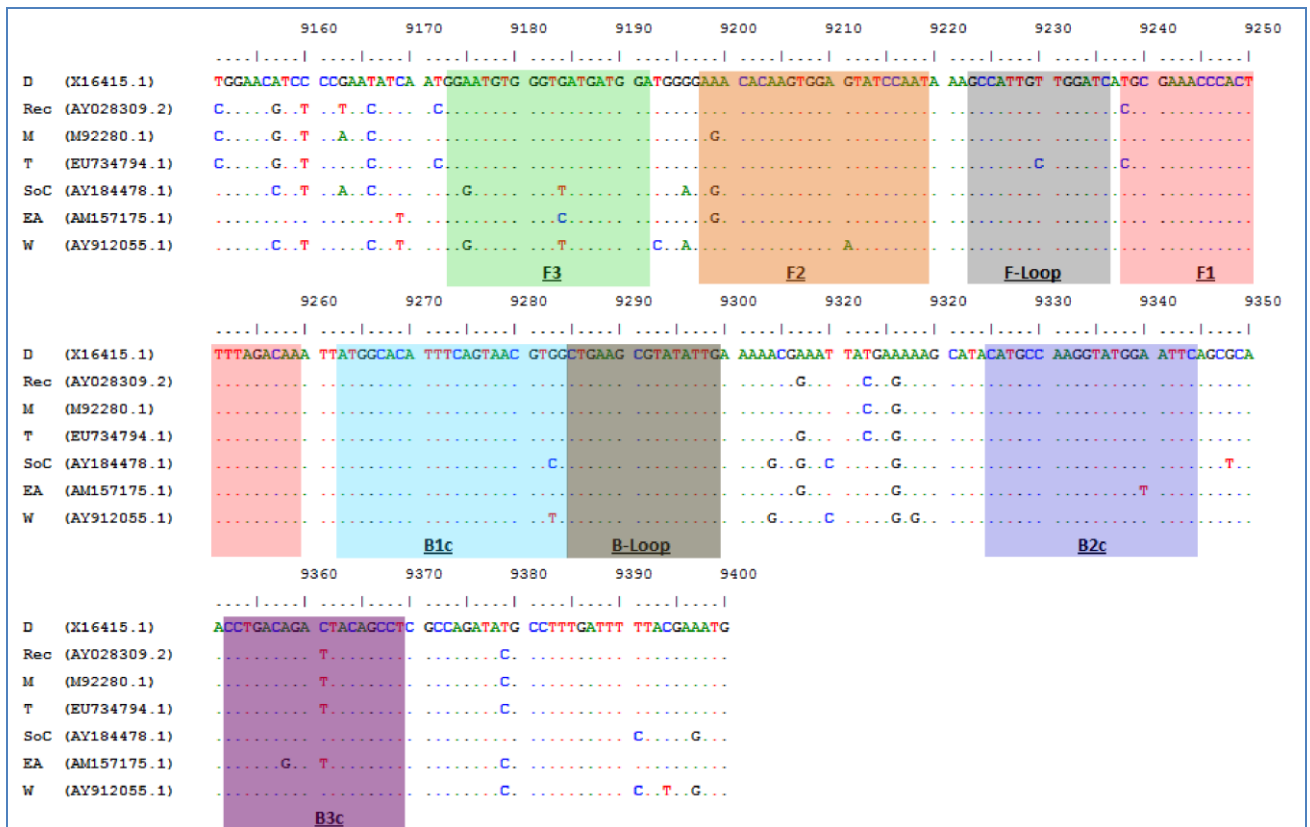 9160 9170 9180 9190 9200 9210 9220 9230 9240 9250
....|....| ....|....| ....|....| ....|....| ....|....| ....|....| ....|....| ....|....| ....|....| ....|....|
D (X16415.1) TGGAACATCC CCGAATATCA ATGGAATGTG GGTGATGATG GATGGGGAAA CACAAGTGGA GTATCCAATA AAGCCATTGT TGGATCATGC GAAACCCACT
Rec (AY028309.2) C.....G..T ..T..C.... .C........ .......... .......... .......... .......... .......... .......C.. ..........
M (M92280.1) C.....G..T ..A..C.... .......... .......... ........G. .......... .......... .......... .......... ..........
T (EU734794.1) C.....G..T .....C.... .C........ .......... .......... .......... .......... .........C .......C.. ..........
SoC (AY184478.1) ......C..T ..A..C.... ....G..... ...T...... .....A..G. .......... .......... .......... .......... ..........
EA (AM157175.1) .......... ........T. .......... ...C...... ........G. .......... .......... .......... .......... ..........
W (AY912055.1) ......C..T .....C..T. ....G..... ...T...... ..C..A.... .......... A......... .......... .......... ..........
F3 F2 F-Loop F1
9260 9270 9280 9290 9300 9310 9320 9330 9340 9350
....|....| ....|....| ....|....| ....|....| ....|....| ....|....| ....|....| ....|....| ....|....| ....|....|
D (X16415.1) TTTAGACAAA TTATGGCACA TTTCAGTAAC GTGGCTGAAG CGTATATTGA AAAACGAAAT TATGAAAAAG CATACATGCC AAGGTATGGA ATTCAGCGCA
Rec (AY028309.2) .......... .......... .......... .......... .......... ......G... ..C..G.... .......... .......... ..........
M (M92280.1) .......... .......... .......... .......... .......... .......... ..C..G.... .......... .......... ..........
T (EU734794.1) .......... .......... .......... .......... .......... ......G... ..C..G.... .......... .......... ..........
SoC (AY184478.1) .......... .......... .......... ..C....... .......... ...G..G..C .....G.... .......... .......... .......T..
EA (AM157175.1) .......... .......... .......... .......... .......... ......G... .....G.... .......... .........T ..........
W (AY912055.1) .......... .......... .......... ..T....... .......... ...G.....C .....G.G.. .......... .......... ..........
B1c B-Loop B2c
9360 9370 9380 9390 9400
....|....| ....|....| ....|....| ....|....| ....|....|
D (X16415.1) ACCTGACAGA CTACAGCCTC GCCAGATATG CCTTTGATTT TTACGAAATG
Rec (AY028309.2) .......... T......... ........C. .......... ..........
M (M92280.1) .......... T......... ........C. .......... ..........
T (EU734794.1) .......... T......... ........C. .......... ..........
SoC (AY184478.1) .......... .......... .......... .......... C.....G...
EA (AM157175.1) .......G.. T......... ........C. .......... ..........
W (AY912055.1) .......... .......... ........C. .......... C..T..G...
B3c